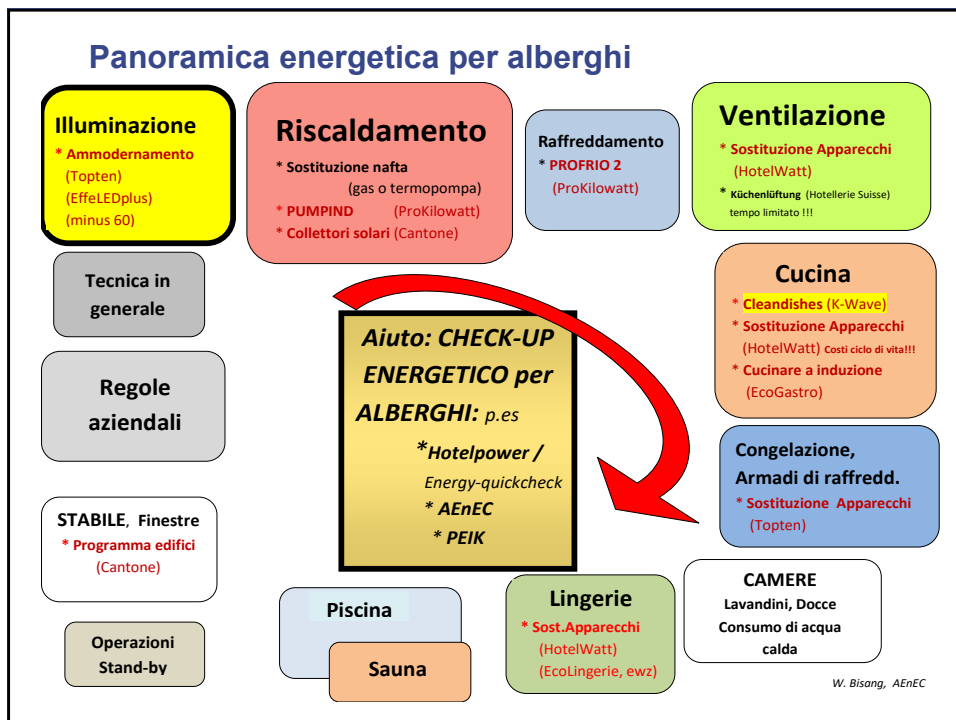 Panoramica energetica per alberghi
Illuminazione
* Ammodernamento
(Topten)
(EffeLEDplus)
(minus 60)
Riscaldamento
* Sostituzione nafta
(gas o termopompa)
* PUMPIND (ProKilowatt)
* Collettori solari (Cantone)
Raffreddamento
* PROFRIO 2
(ProKilowatt)
Ventilazione
* Sostituzione Apparecchi
(HotelWatt)
* Küchenlüftung (Hotellerie Suisse)
tempo limitato !!!
Tecnica in
generale
Cucina
* Cleandishes (K-Wave)
* Sostituzione Apparecchi
(HotelWatt) Costi ciclo di vita!!!
* Cucinare a induzione
(EcoGastro)
Aiuto: CHECK-UP
ENERGETICO per
ALBERGHI: p.es
*Hotelpower /
Energy-quickcheck
* AEnEC
* PEIK
Regole
aziendali
Congelazione,
Armadi di raffredd.
* Sostituzione Apparecchi
(Topten)
STABILE, Finestre
* Programma edifici
(Cantone)
CAMERE
Lavandini, Docce
Consumo di acqua
calda
Piscina
Sauna
Lingerie
* Sost.Apparecchi
(HotelWatt)
(EcoLingerie, ewz)
Operazioni
Stand-by
W. Bisang, AEnEC